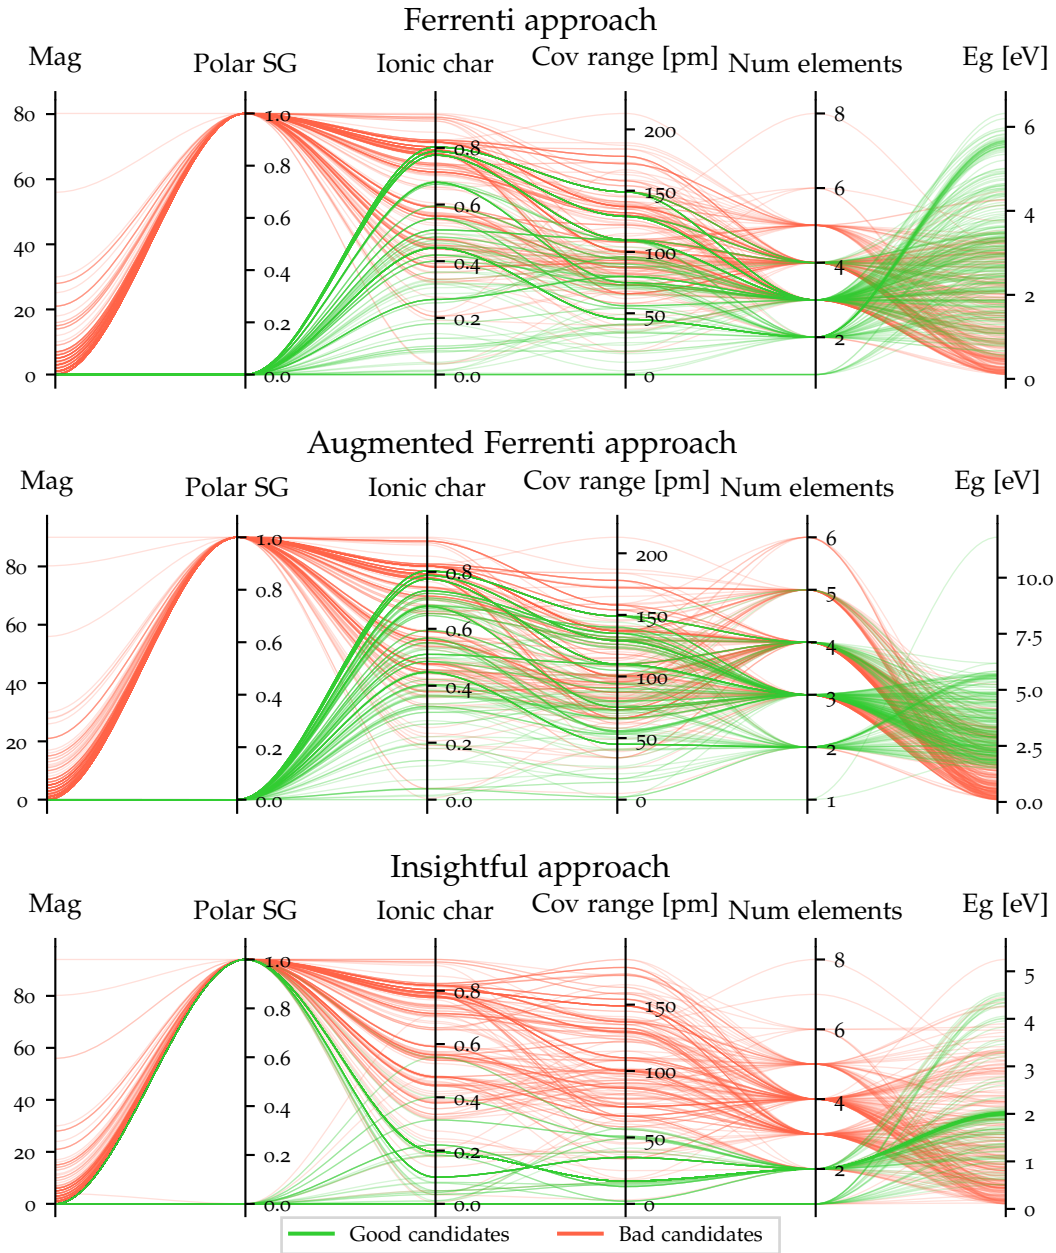 Ferrenti approach
Mag Polar SG Ionic char Cov range [pm] Num elements Eg [eV]
80 1.0 0.8 200 8 6
60 0.8 0.6 150 6 4
40 0.6 0.4 100 4 2
20 0.4 0.2 50 2 0
0 0.2 0.0 0
0.0
Augmented Ferrenti approach
Mag Polar SG Ionic char Cov range [pm] Num elements Eg [eV]
80 1.0 0.8 200 6 10.0
60 0.8 0.6 150 5 7.5
40 0.6 0.4 100 4 5.0
20 0.4 0.2 50 3 2.5
0 0.2 0.0 0 2 0.0
0.0 1
Insightful approach
Mag Polar SG Ionic char Cov range [pm] Num elements Eg [eV]
80 1.0 0.8 150 8 5
60 0.8 0.6 100 6 4
40 0.6 0.4 50 4 3
20 0.4 0.2 0 2 2
0 0.2 0.0 1
0.0 0
Good candidates Bad candidates